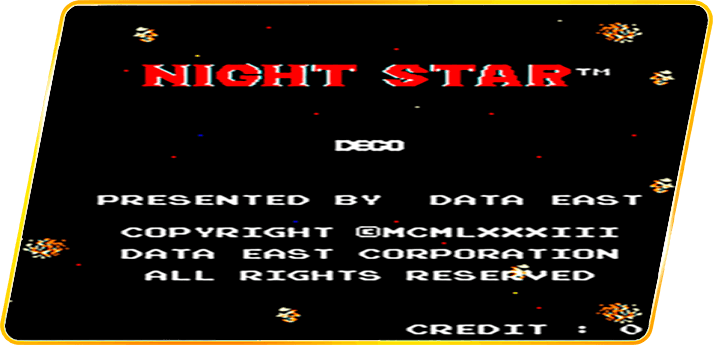 NIGHT STAR™
DECO
PRESENTED BY DATA EAST
COPYRIGHT ©MCMLXXXIII
DATA EAST CORPORATION
ALL RIGHTS RESERVED
CREDIT : 0